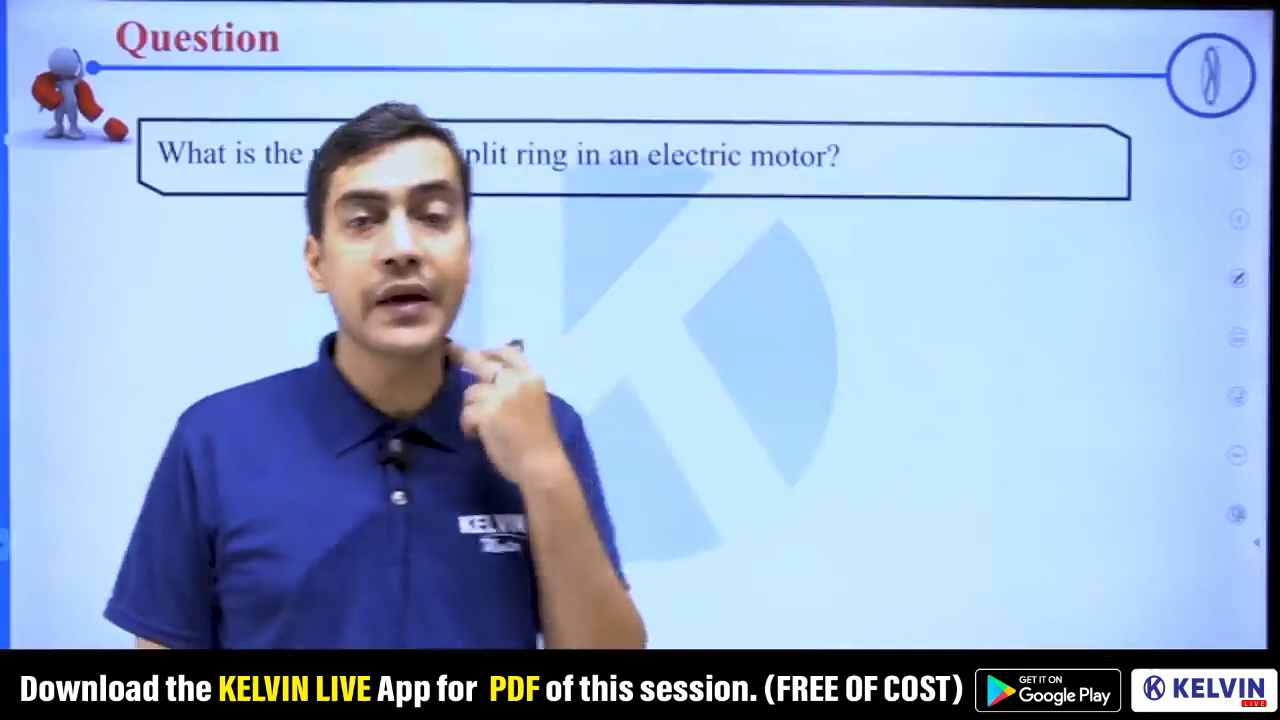 Question
What is the plit ring in an electric motor?
KELVIN
Download the KELVIN LIVE App for PDF of this session. (FREE OF COST)
GET IT ON
Google Play
KELVIN
LIVE